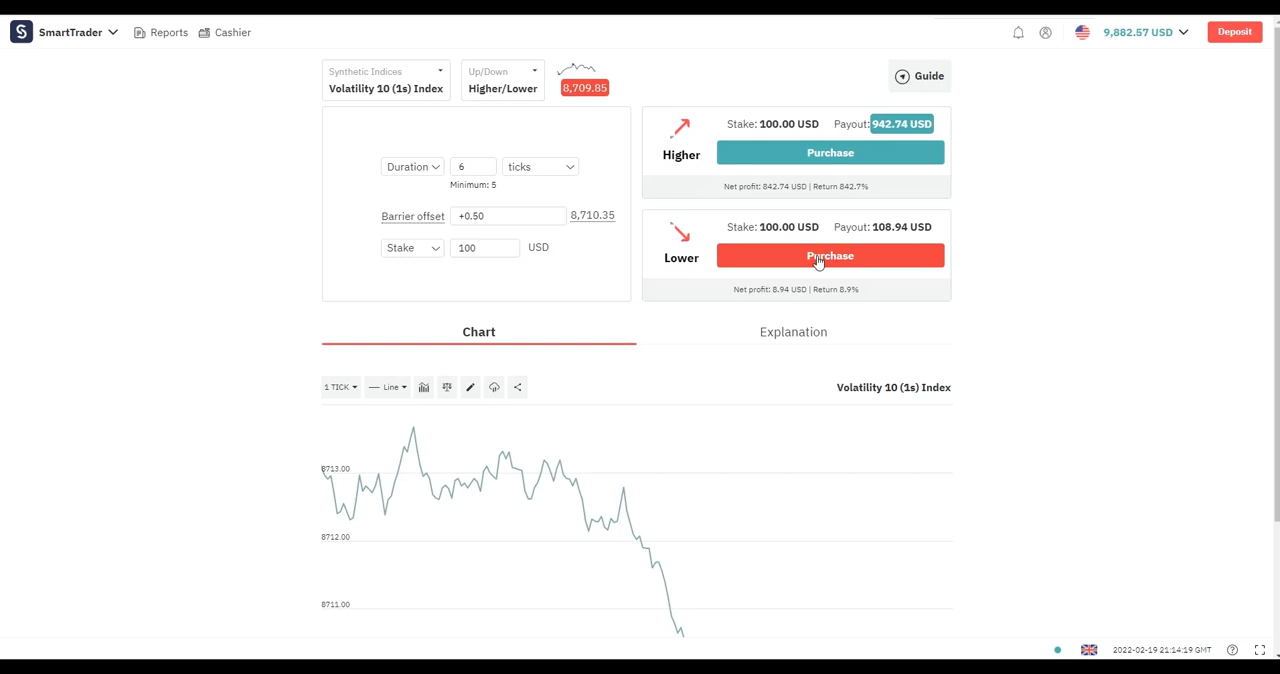 S SmartTrader Reports Cashier 9,882.57 USD Deposit
Synthetic Indices Up/Down
Volatility 10 (1s) Index Higher/Lower 8,709.85 Guide
Duration 6 ticks
Minimum: 5
Barrier offset +0.50 8,710.35
Stake 100 USD
Stake: 100.00 USD Payout: 942.74 USD
Higher Purchase
Net profit: 842.74 USD | Return 842.7%
Stake: 100.00 USD Payout: 108.94 USD
Lower Purchase
Net profit: 8.94 USD | Return 8.9%
Chart Explanation
1 TICK Line Volatility 10 (1s) Index
8713.00
8712.00
8711.00
2022-02-19 21:14:19 GMT